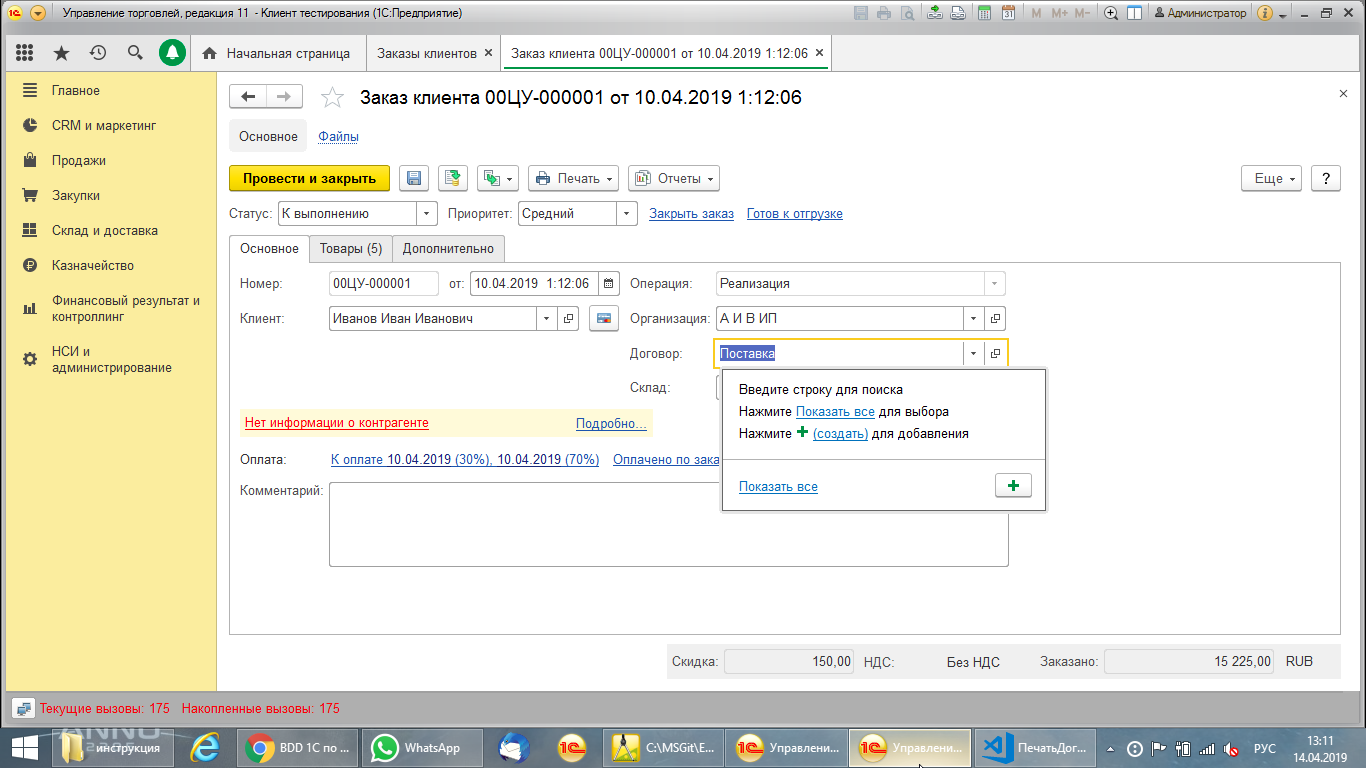 Управление торговлей, редакция 11 - Клиент тестирования (1С:Предприятие)
M M+ M- Администратор
Начальная страница Заказы клиентов × Заказ клиента 00ЦУ-000001 от 10.04.2019 1:12:06 ×
Главное
CRM и маркетинг
Продажи
Закупки
Склад и доставка
Казначейство
Финансовый результат и
контроллинг
НСИ и
администрирование
Заказ клиента 00ЦУ-000001 от 10.04.2019 1:12:06
Основное Файлы
Провести и закрыть Печать Отчеты Еще ?
Статус: К выполнению Приоритет: Средний Закрыть заказ Готов к отгрузке
Основное Товары (5) Дополнительно
Номер: 00ЦУ-000001 от: 10.04.2019 1:12:06 Операция: Реализация
Клиент: Иванов Иван Иванович Организация: А И В ИП
Договор: Поставка
Склад:
Введите строку для поиска
Нажмите Показать все для выбора
Нажмите + (создать) для добавления
Показать все
Нет информации о контрагенте Подробно...
Оплата: К оплате 10.04.2019 (30%), 10.04.2019 (70%) Оплачено по зака
Комментарий:
Скидка: 150,00 НДС: Без НДС Заказано: 15 225,00 RUB
Текущие вызовы: 175 Накопленные вызовы: 175
инструкция BDD 1С по ... WhatsApp C:\MSGit\E... Управлени... Управлени... ПечатьДог... РУС 13:11
14.04.2019